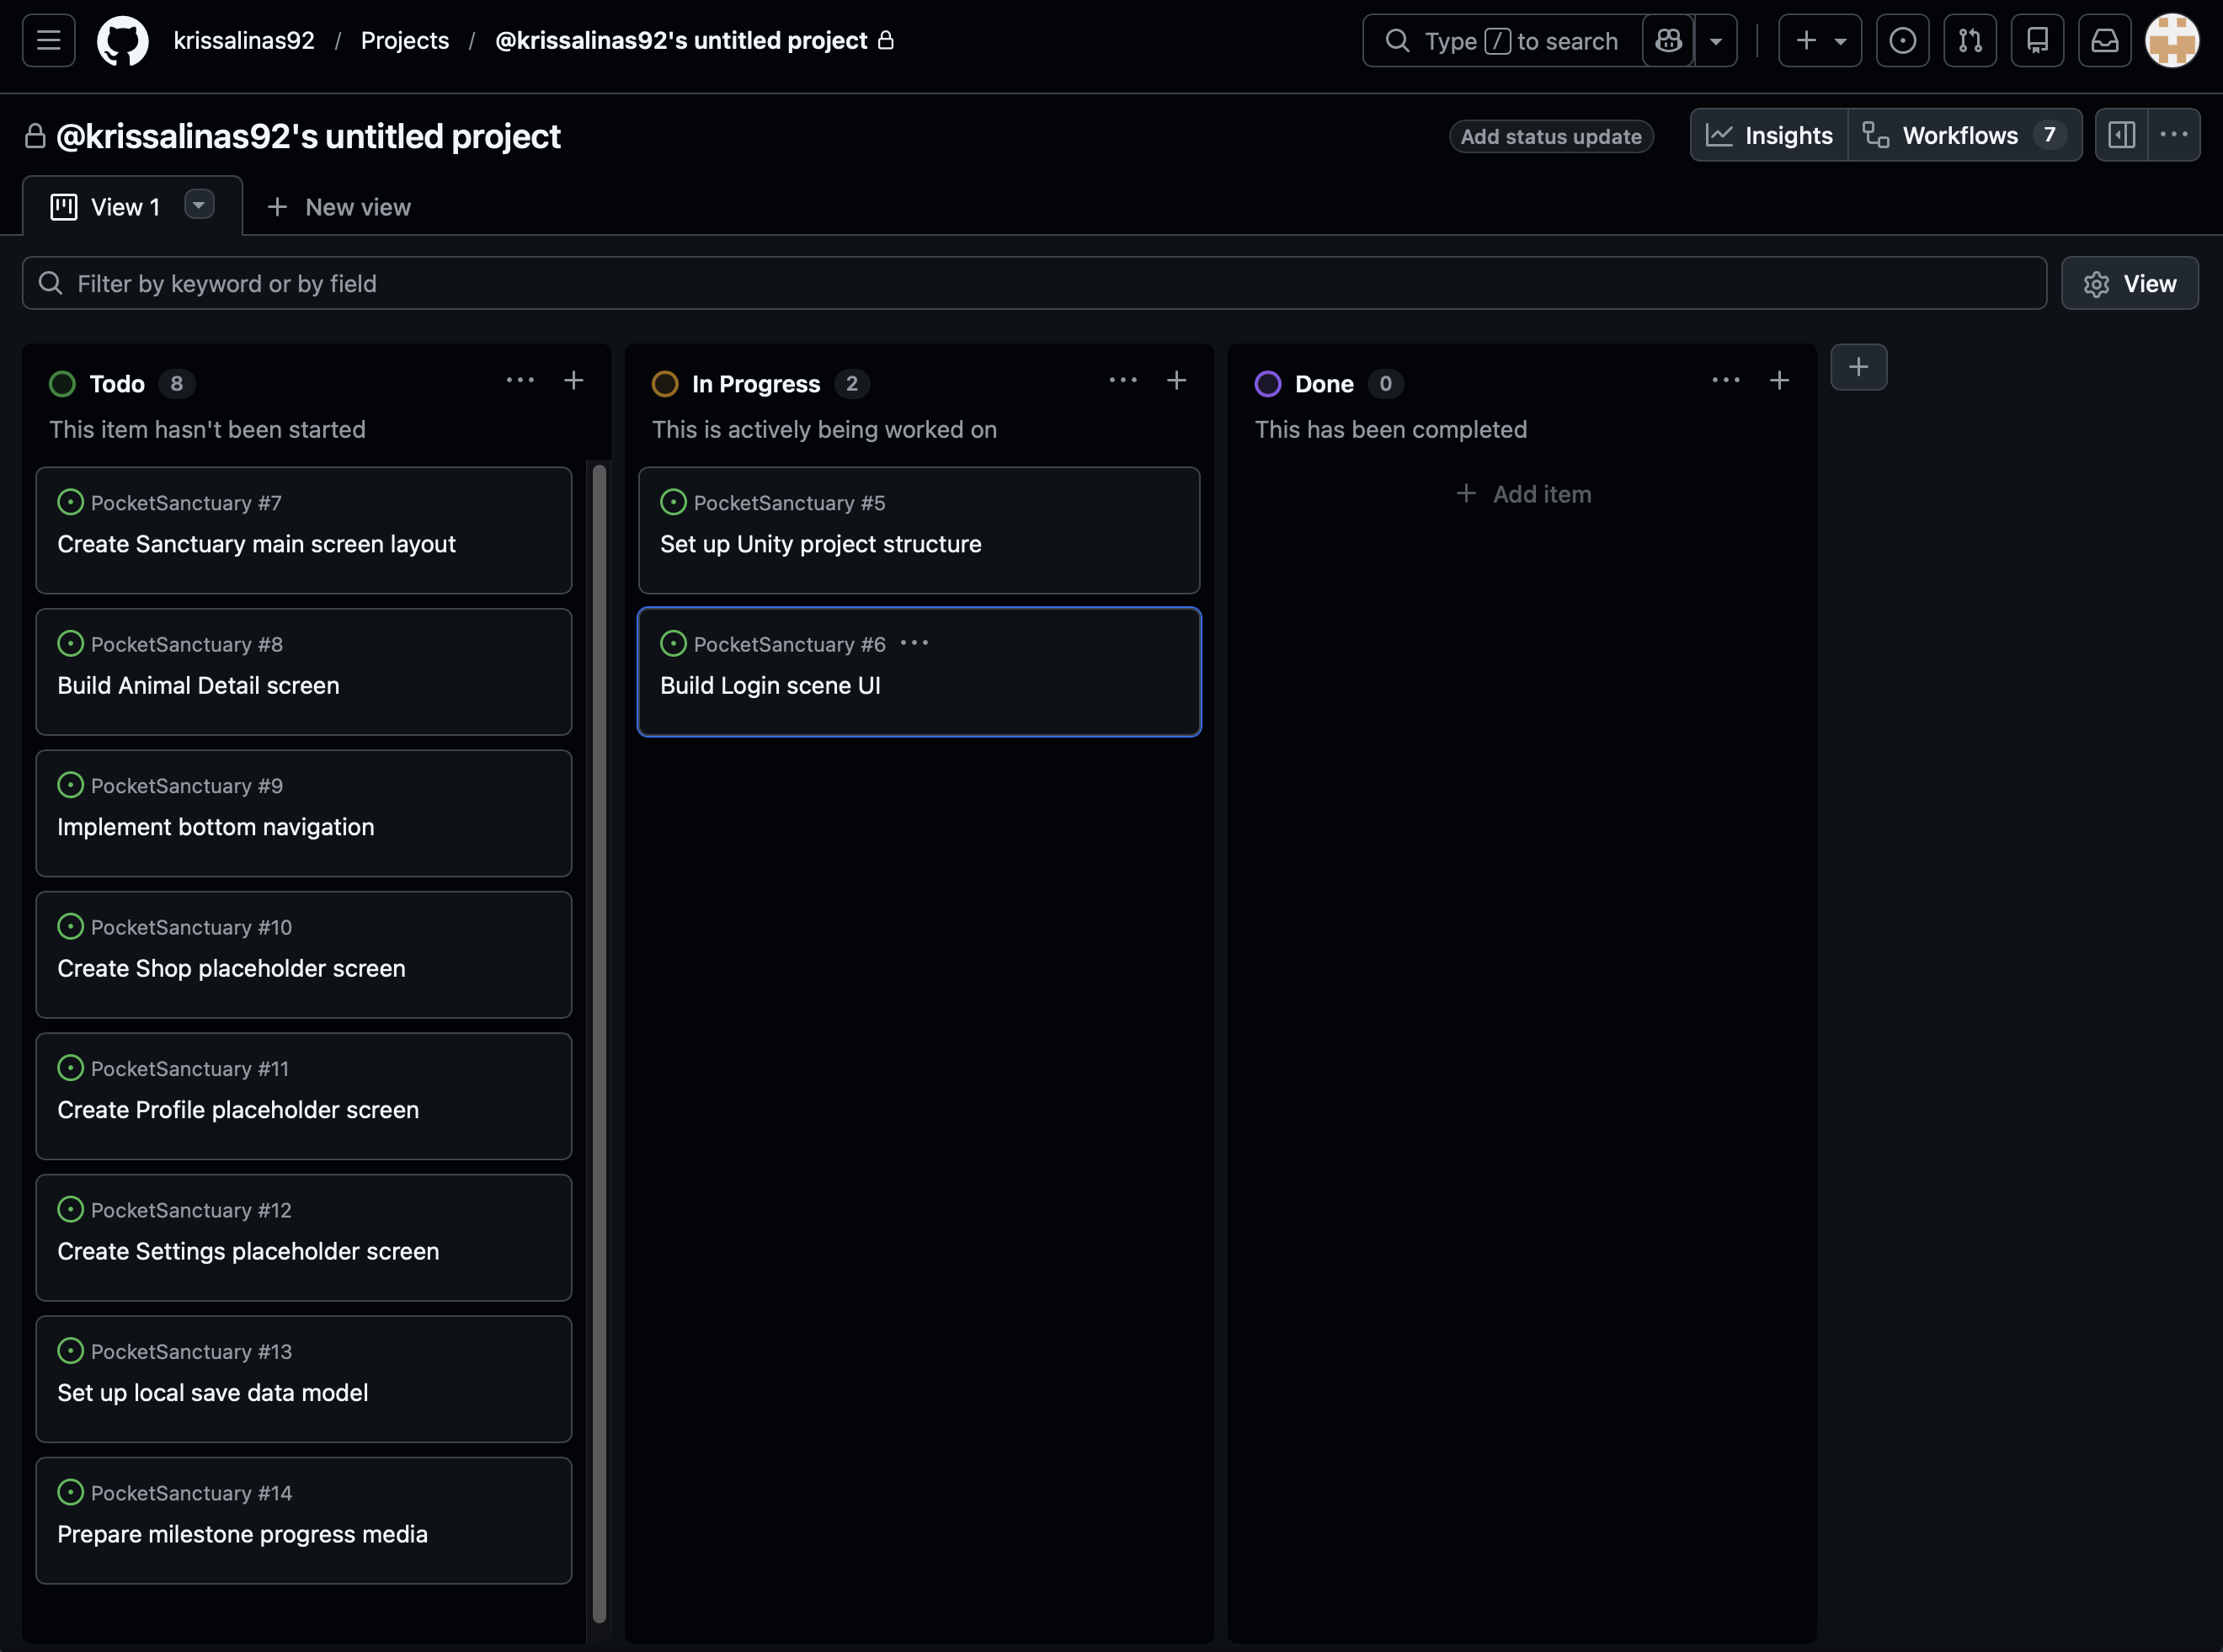 krissalinas92 / Projects / @krissalinas92's untitled project
Type / to search
@krissalinas92's untitled project
Add status update
Insights
Workflows 7
View 1
New view
Filter by keyword or by field
View
Todo 8
This item hasn't been started
PocketSanctuary #7
Create Sanctuary main screen layout
PocketSanctuary #8
Build Animal Detail screen
PocketSanctuary #9
Implement bottom navigation
PocketSanctuary #10
Create Shop placeholder screen
PocketSanctuary #11
Create Profile placeholder screen
PocketSanctuary #12
Create Settings placeholder screen
PocketSanctuary #13
Set up local save data model
PocketSanctuary #14
Prepare milestone progress media
In Progress 2
This is actively being worked on
PocketSanctuary #5
Set up Unity project structure
PocketSanctuary #6
Build Login scene UI
Done 0
This has been completed
Add item